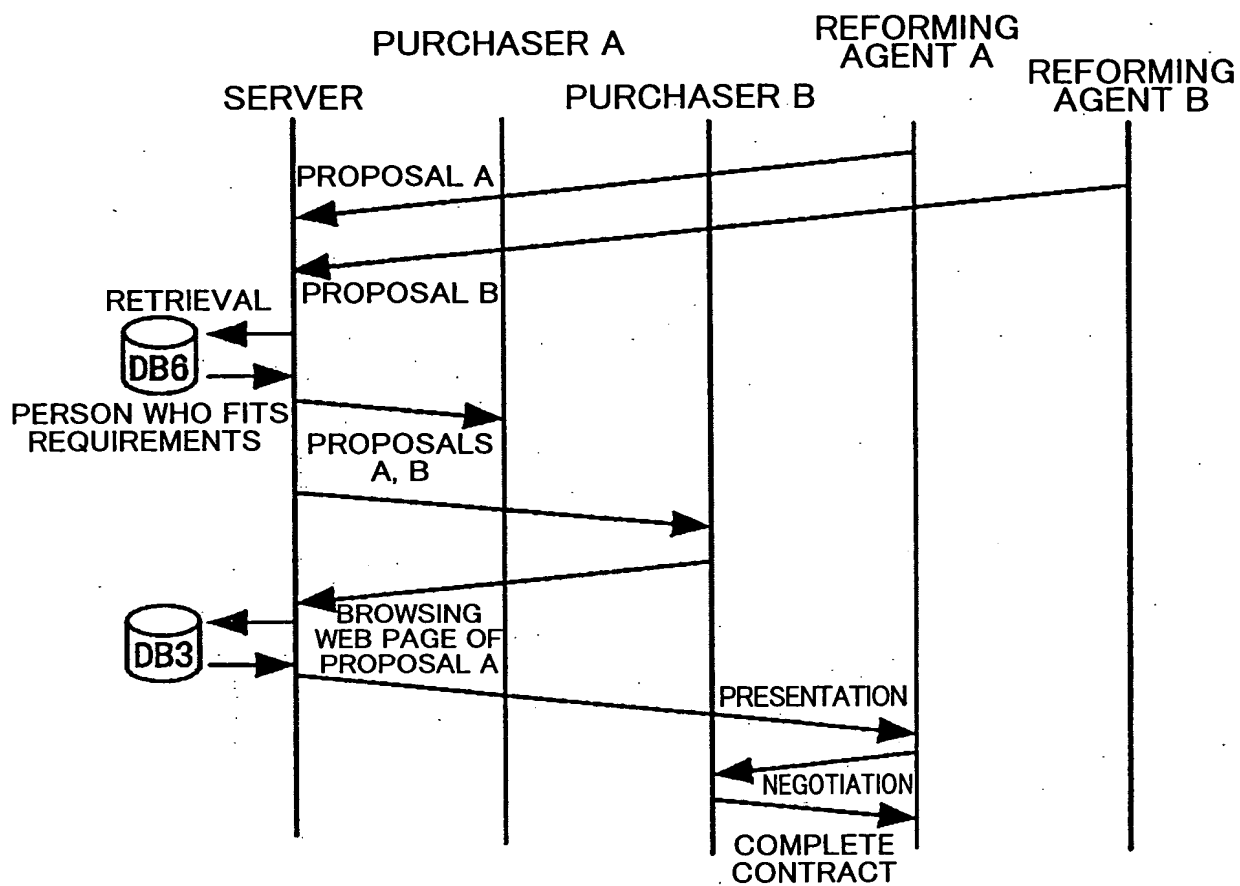 PURCHASER A
REFORMING
AGENT A
SERVER
PURCHASER B
REFORMING
AGENT B
PROPOSAL A
PROPOSAL B
RETRIEVAL
DB6
PERSON WHO FITS
REQUIREMENTS
PROPOSALS
A, B
BROWSING
WEB PAGE OF
PROPOSAL A
DB3
PRESENTATION
NEGOTIATION
COMPLETE
CONTRACT